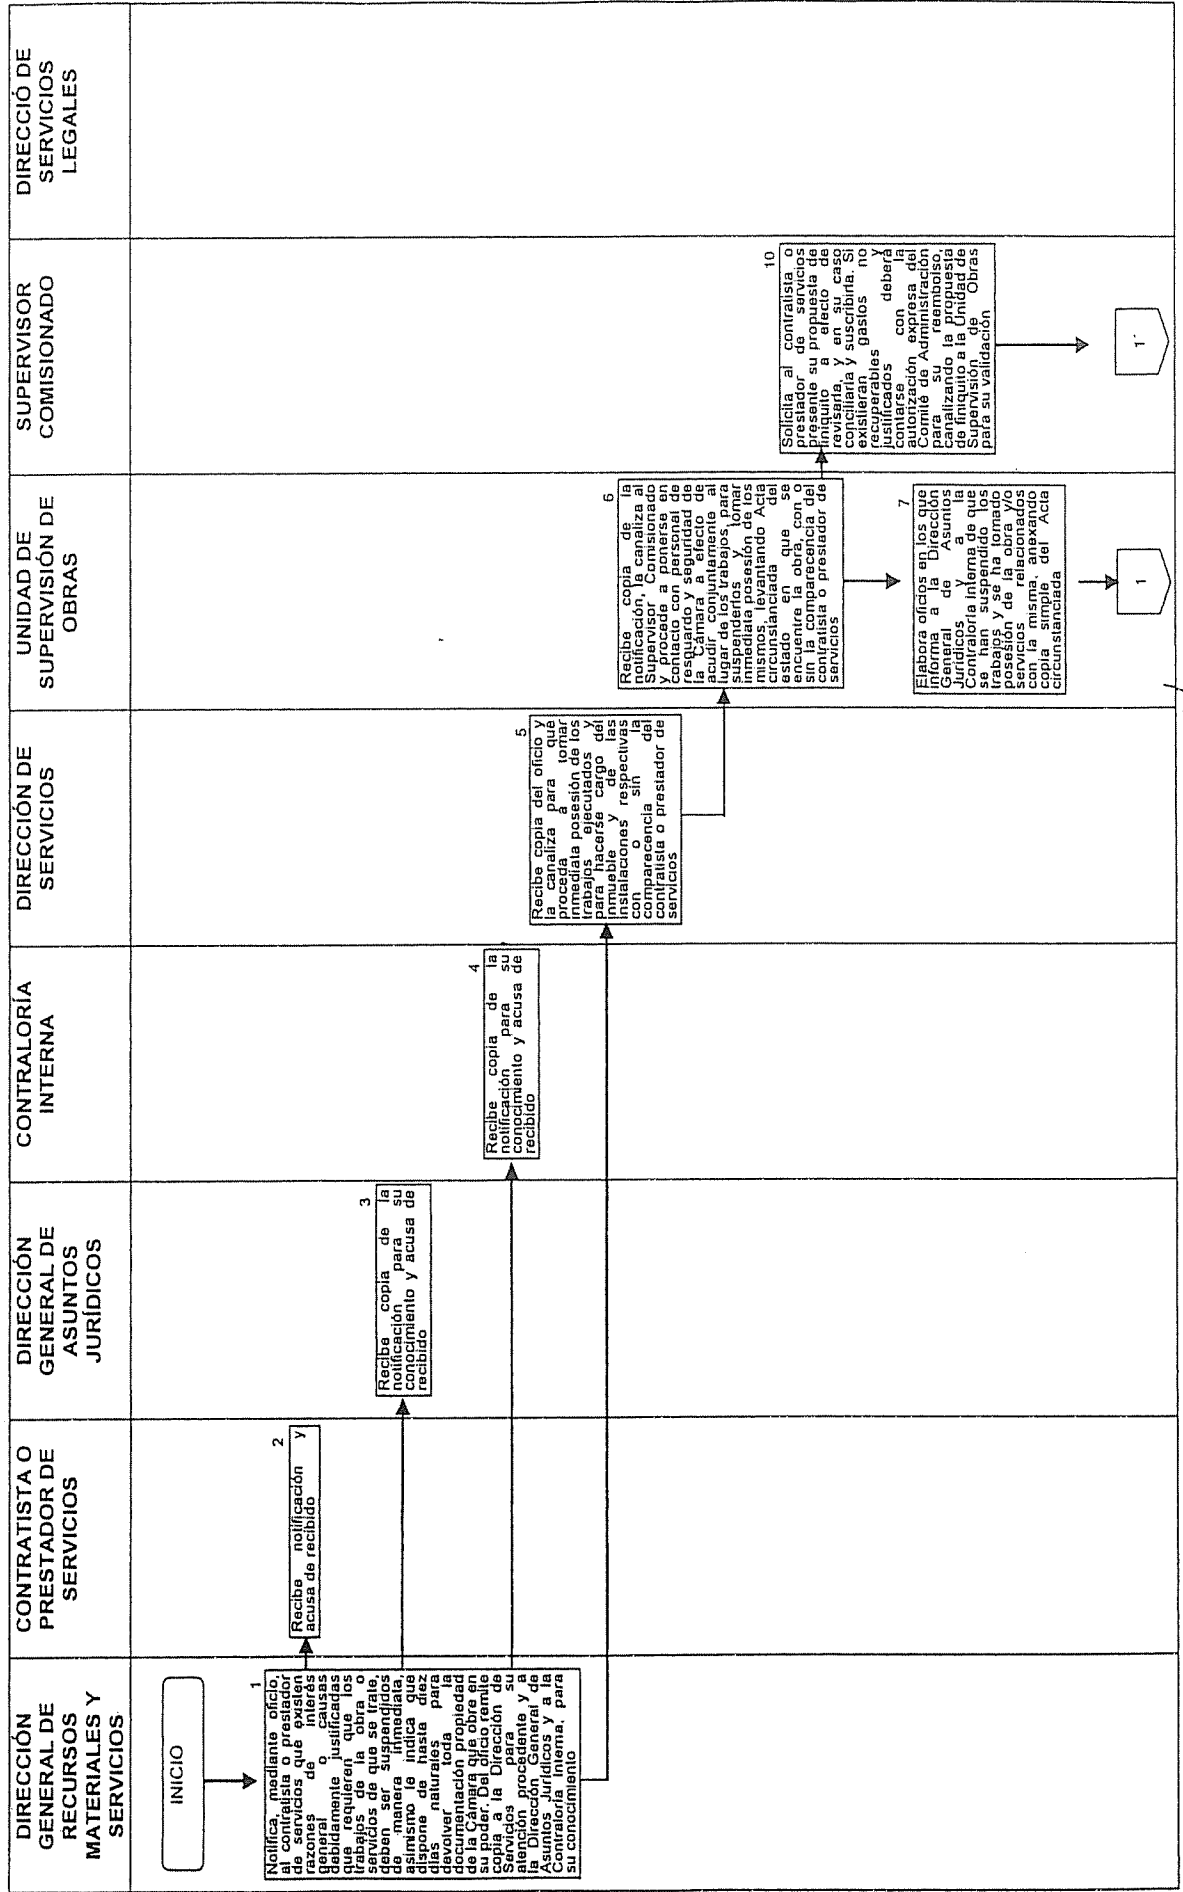 DIRECCIÓN
GENERAL DE
RECURSOS
MATERIALES Y
SERVICIOS
CONTRATISTA O
PRESTADOR DE
SERVICIOS
DIRECCIÓN
GENERAL DE
ASUNTOS
JURÍDICOS
CONTRALORÍA
INTERNA
DIRECCIÓN DE
SERVICIOS
UNIDAD DE
SUPERVISIÓN DE
OBRAS
SUPERVISOR
COMISIONADO
DIRECCIÓ DE
SERVICIOS
LEGALES
INICIO
1
Notifica, mediante oficio,
al contratista o prestador
de servicios que existen
razones de interés
general o causas
debidamente justificadas
que requieren que los
trabajos de la obra o
servicios de que se trate,
deben ser suspendidos
de manera inmediata,
asimismo le indica que
dispone de hasta diez
días naturales para
devolver toda la
documentación propiedad
de la Cámara que obre en
su poder. Del oficio remite
copia a la Dirección de
Servicios para su
atención procedente y a
la Dirección General de
Asuntos Jurídicos y a la
Contraloría Interna, para
su conocimiento
2
Recibe notificación y
acusa de recibido
3
Recibe copia de la
notificación para su
conocimiento y acusa de
recibido
4
Recibe copia de la
notificación para su
conocimiento y acusa de
recibido
5
Recibe copia del oficio y
la canaliza para que
proceda a tomar
inmediata posesión de los
trabajos ejecutados y
para hacerse cargo del
inmueble y de las
instalaciones respectivas
con o sin la
comparecencia del
contratista o prestador de
servicios
6
Recibe copia de la
notificación, la canaliza al
Supervisor Comisionado
y procede a ponerse en
contacto con personal de
resguardo y seguridad de
la Cámara a efecto de
acudir conjuntamente al
lugar de los trabajos, para
suspenderlos y tomar
inmediata posesión de los
mismos, levantando Acta
circunstanciada del
estado en que se
encuentre la obra, con o
sin la comparecencia del
contratista o prestador de
servicios
7
Elabora oficios en los que
informa a la Dirección
General de Asuntos
Jurídicos y a la
Contraloría Interna de que
se han suspendido los
trabajos y se ha tomado
posesión de la obra y/o
servicios relacionados
con la misma, anexando
copia simple del Acta
circunstanciada
1
10
Solicita al contratista o
prestador de servicios
presente su propuesta de
finiquito a efecto de
revisarla, y en su caso
conciliarla y suscribirla. Si
existieran gastos no
recuperables y
justificados deberá
contarse con la
autorización expresa del
Comité de Administración
para su reembolso,
canalizando la propuesta
de finiquito a la Unidad de
Supervisión de Obras
para su validación
1'